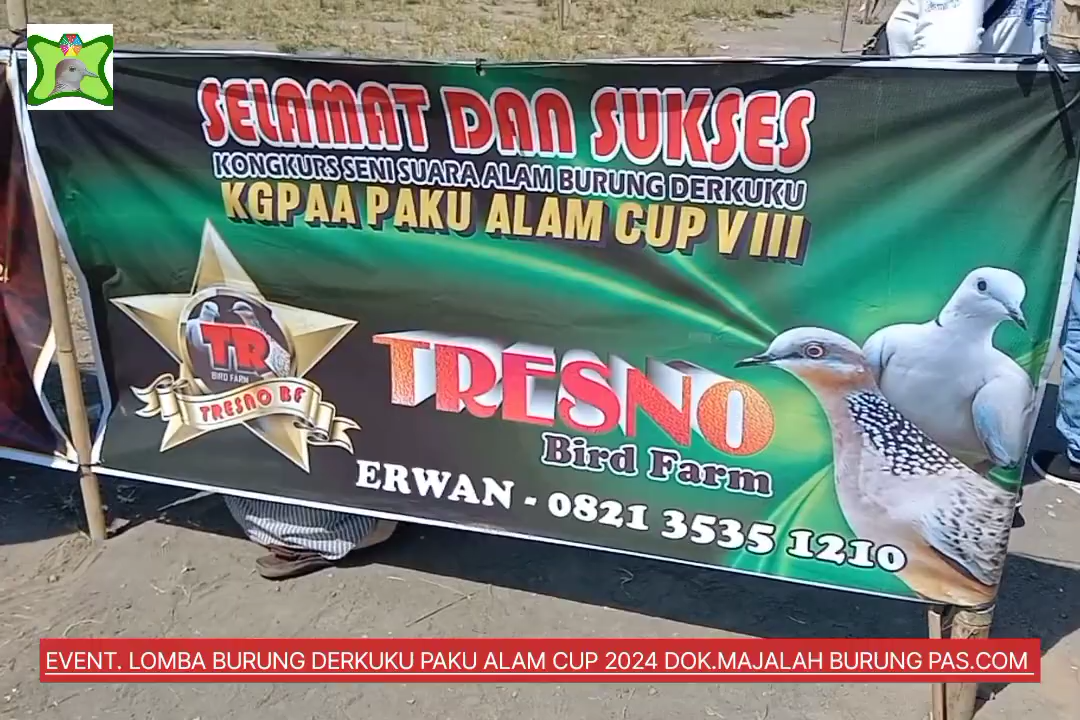 SELAMAT DAN SUKSES
KONGKURS SENI SUARA ALAM BURUNG DERKUKU
KGPAA PAKU ALAM CUP VIII
TR
BIRD FARM
TRESNO BF
TRESNO
Bird Farm
ERWAN - 0821 3535 1210
EVENT. LOMBA BURUNG DERKUKU PAKU ALAM CUP 2024 DOK.MAJALAH BURUNG PAS.COM